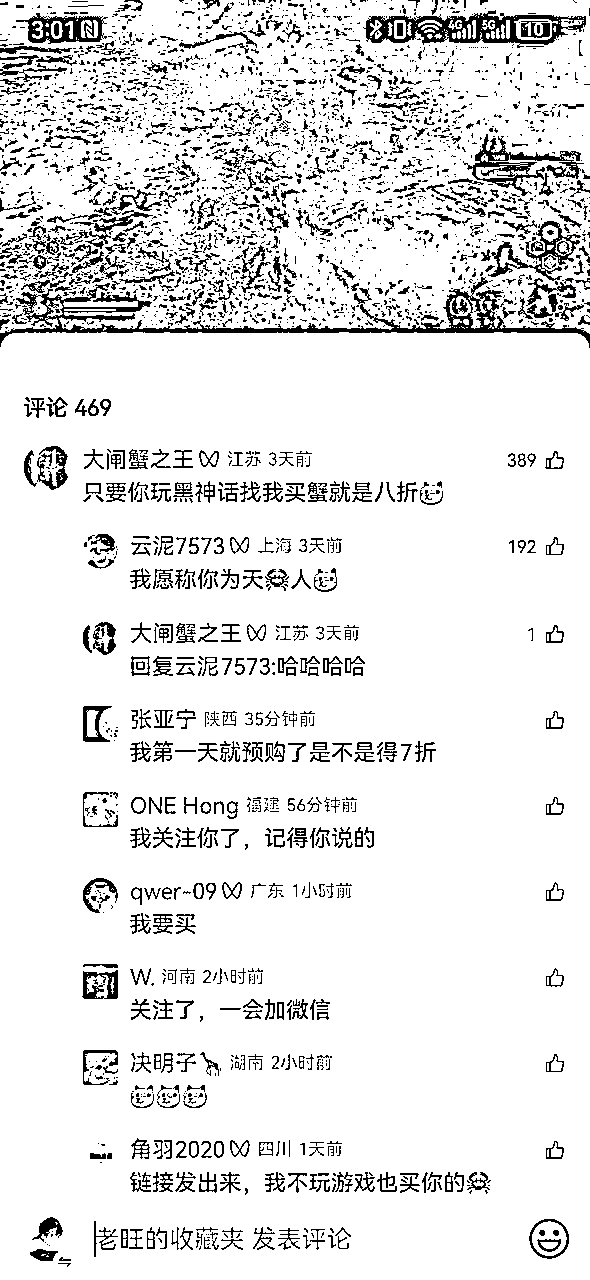 3:01
10
评论 469
大闸蟹之王 江苏 3天前 389
只要你玩黑神话找我买蟹就是八折
云泥7573 上海 3天前 192
我愿称你为天🦀人
大闸蟹之王 江苏 3天前 1
回复云泥7573:哈哈哈哈
张亚宁 陕西 35分钟前
我第一天就预购了是不是得7折
ONE Hong 福建 56分钟前
我关注你了，记得你说的
qwer~09 广东 1小时前
我要买
W. 河南 2小时前
关注了，一会加微信
决明子🦒 湖南 2小时前
角羽2020 四川 1天前
链接发出来，我不玩游戏也买你的🦀
老旺的收藏夹 发表评论